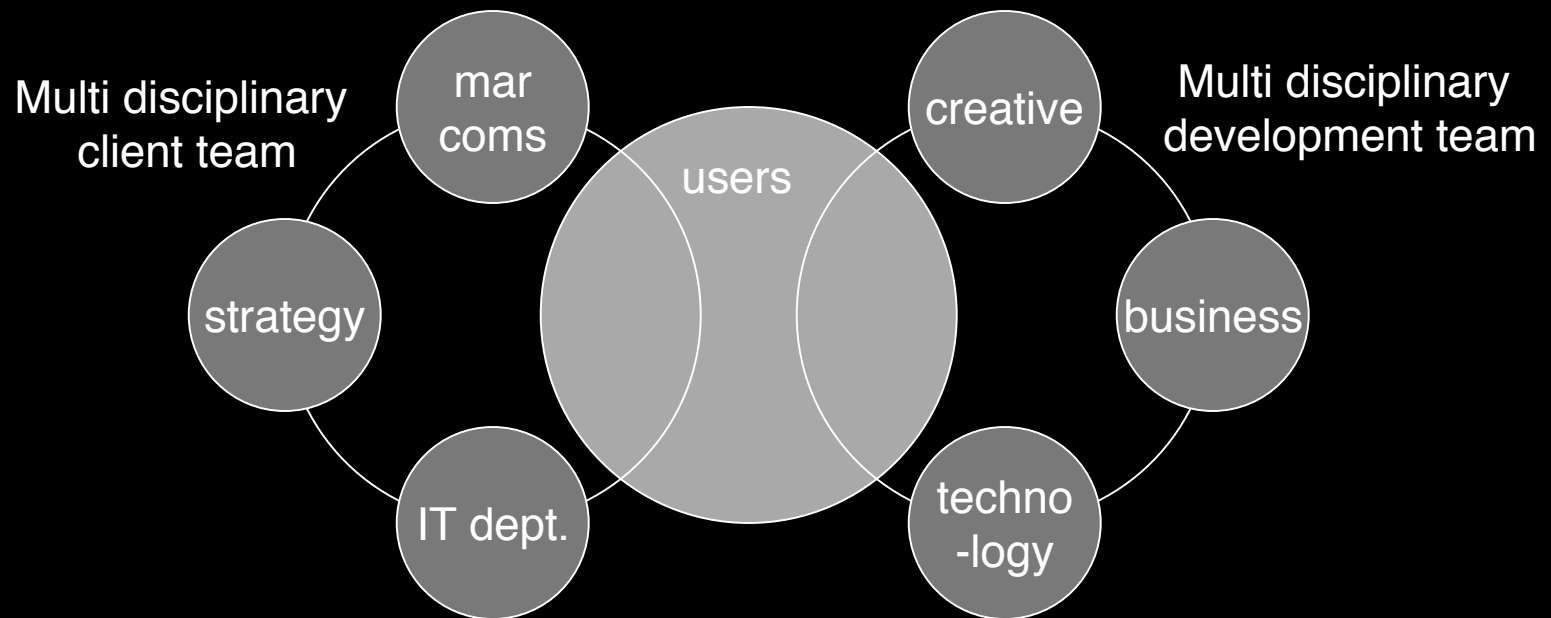 Multi disciplinary
client team
mar
coms
strategy
IT dept.
users
creative
business
techno
-logy
Multi disciplinary
development team